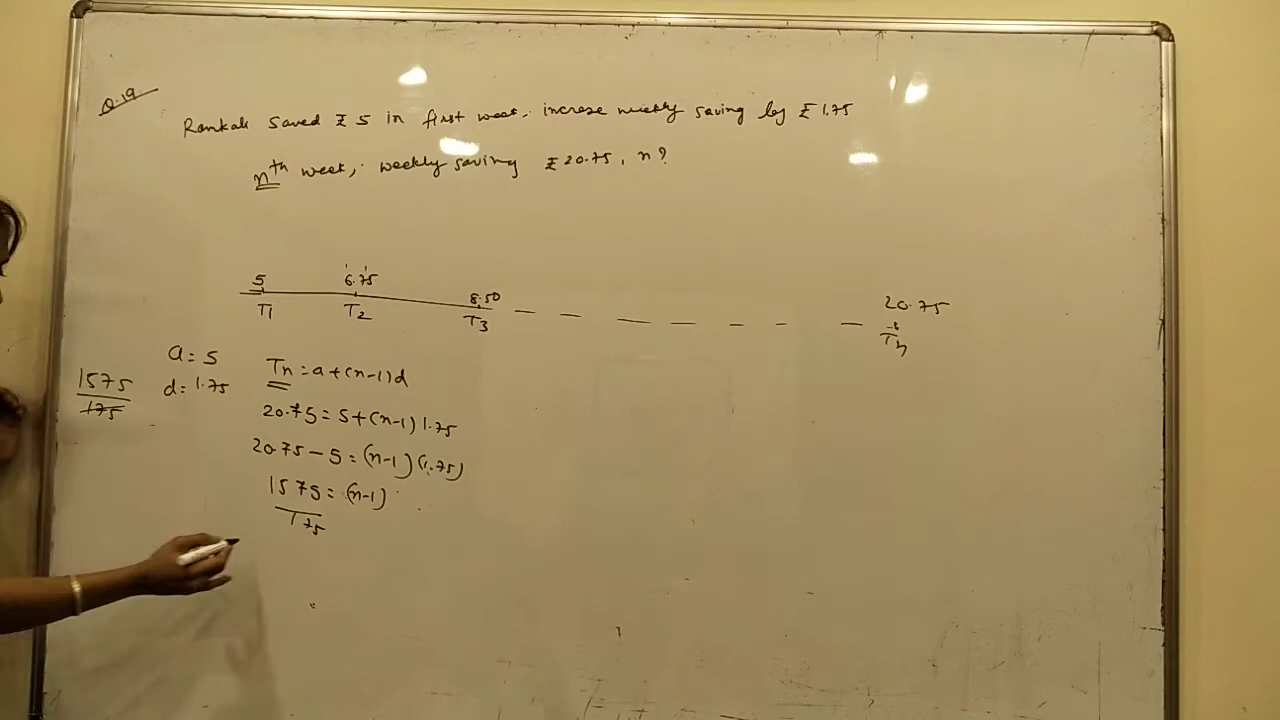 Q.19.
Ramkali Saved ₹ 5 in first week, increse weekly saving by ₹ 1.75
nth week, weekly saving ₹ 20.75, n?
5 6.75 8.50 20.75
T1 T2 T3 Tn
a = 5
d = 1.75
Tn = a + (n-1)d
20.75 = 5 + (n-1) 1.75
20.75 - 5 = (n-1) (1.75)
1575 = (n-1)
175
1575
175